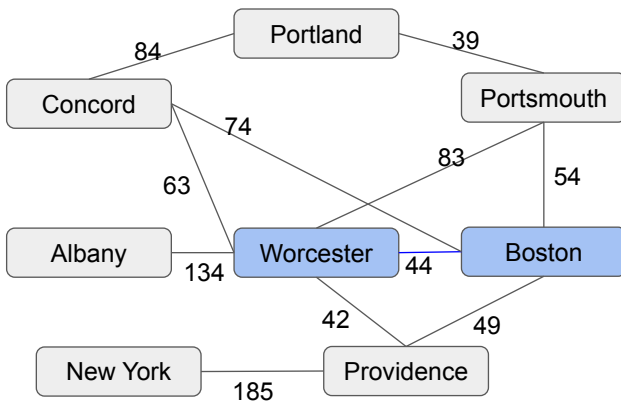 Portland
84
39
Concord
Portsmouth
74
83
63
54
Albany
Worcester
Boston
134
44
42
49
New York
Providence
185